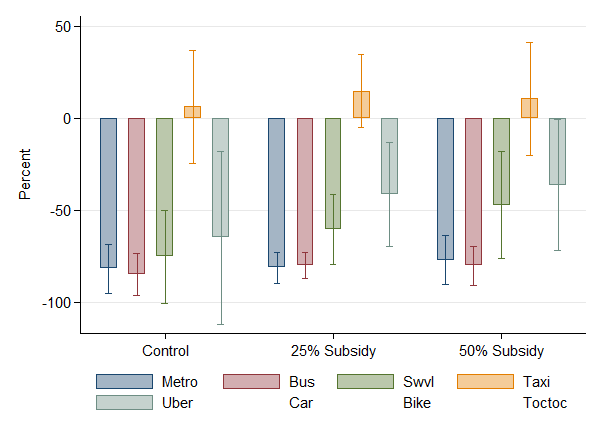 50
0
-50
-100
Percent
Control 25% Subsidy 50% Subsidy
Metro Bus Swvl Taxi
Uber Car Bike Toctoc